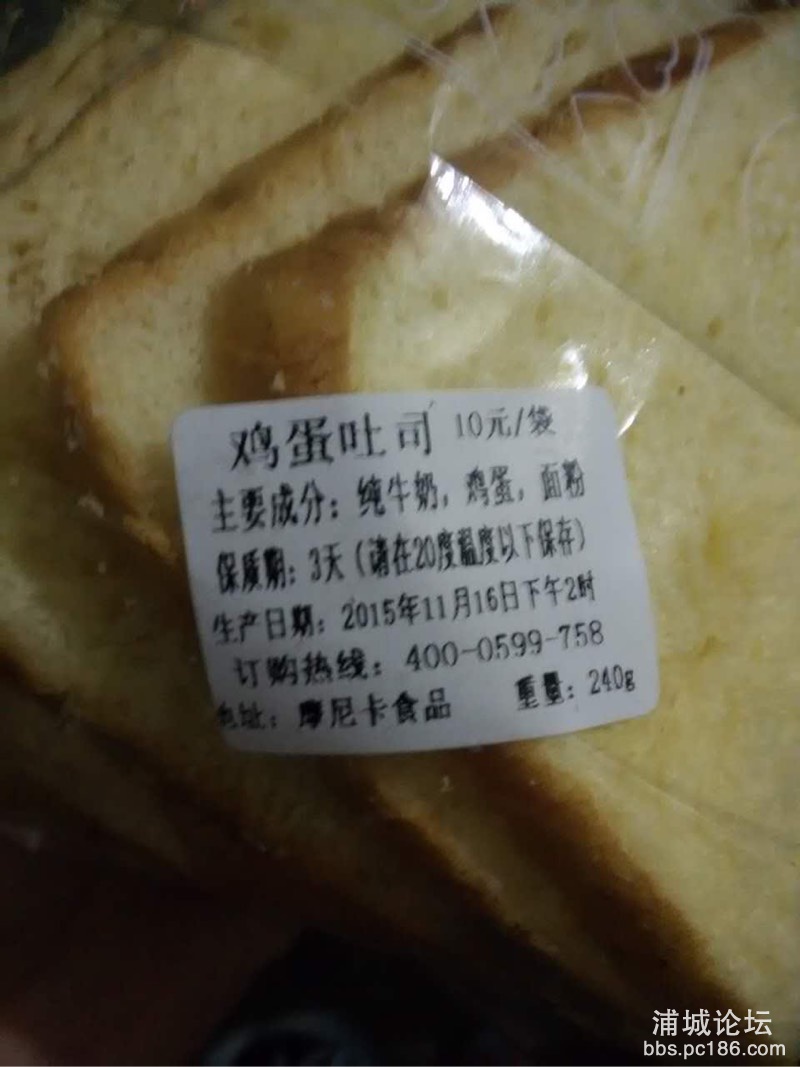 鸡蛋吐司 10元/袋
主要成分：纯牛奶，鸡蛋，面粉
保质期：3天（请在20度温度以下保存）
生产日期：2015年11月16日下午2时
订购热线：400-0599-758
地址：摩尼卡食品 重量：240g
浦城论坛
bbs.pc186.com